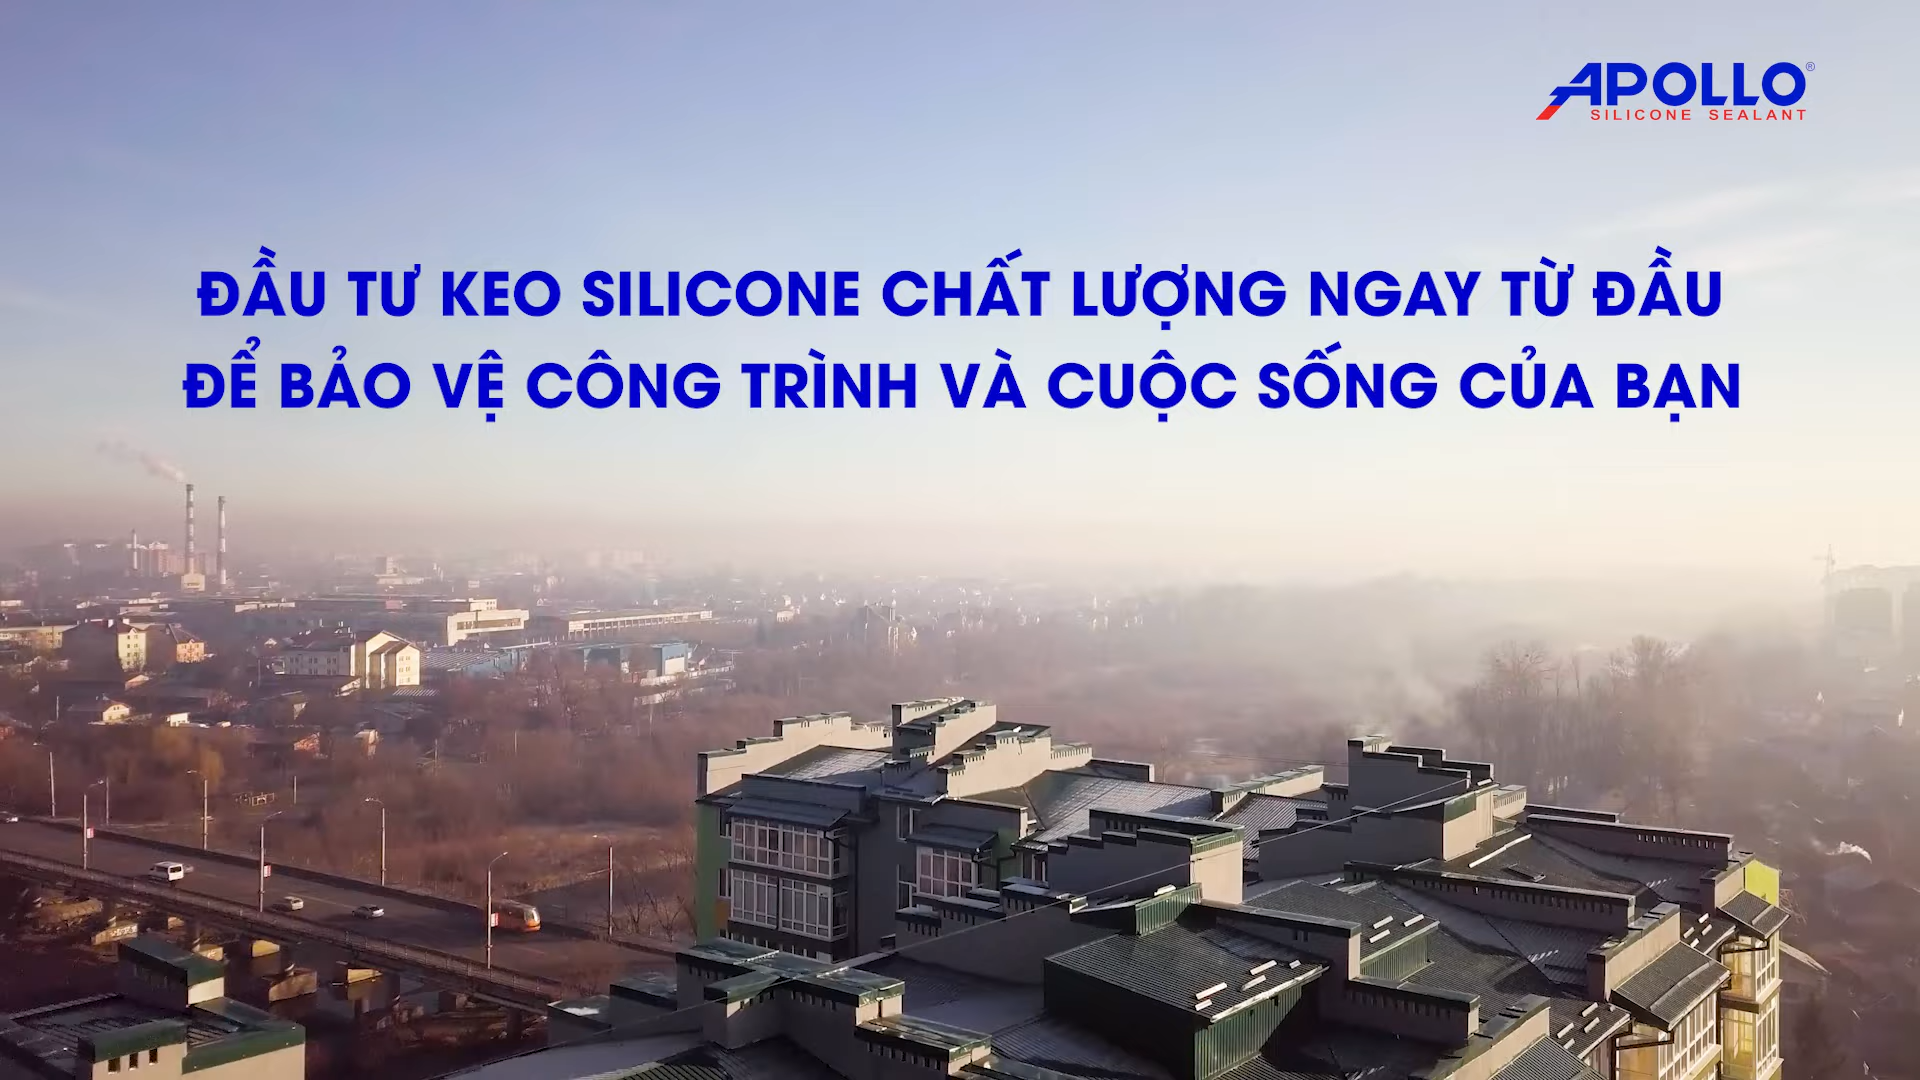 APOLLO®
SILICONE SEALANT
ĐẦU TƯ KEO SILICONE CHẤT LƯỢNG NGAY TỪ ĐẦU
ĐỂ BẢO VỆ CÔNG TRÌNH VÀ CUỘC SỐNG CỦA BẠN